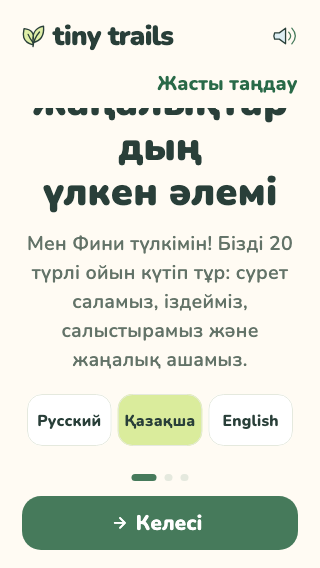 tiny trails
Жасты таңдау
дың
үлкен әлемі
Мен Фини түлкімін! Бізді 20
түрлі ойын күтіп тұр: сурет
саламыз, іздейміз,
салыстырамыз және
жаңалық ашамыз.
Русский Қазақша English
→ Келесі